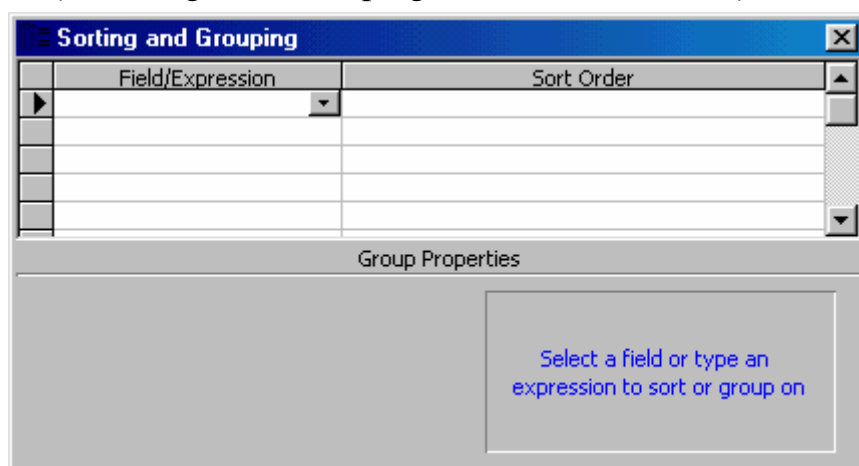 Sorting and Grouping
Field/Expression Sort Order
Group Properties
Select a field or type an
expression to sort or group on